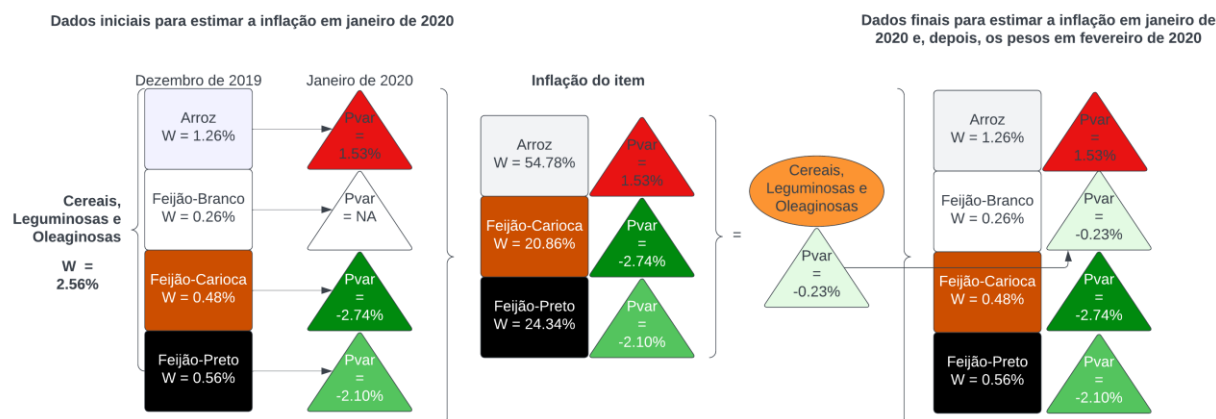 Dados iniciais para estimar a inflação em janeiro de 2020
Dezembro de 2019
Janeiro de 2020
Cereais,
Leguminosas e
Oleaginosas
W =
2.56%
Arroz
W = 1.26%
Pvar
=
1.53%
Feijão-Branco
W = 0.26%
Pvar
= NA
Feijão-Carioca
W = 0.48%
Pvar
=
-2.74%
Feijão-Preto
W = 0.56%
Pvar
=
-2.10%
Inflação do item
Arroz
W = 54.78%
Pvar
=
1.53%
Feijão-Carioca
W = 20.86%
Pvar
=
-2.74%
Feijão-Preto
W = 24.34%
Pvar
=
-2.10%
=
Cereais,
Leguminosas e
Oleaginosas
Pvar
=
-0.23%
Dados finais para estimar a inflação em janeiro de
2020 e, depois, os pesos em fevereiro de 2020
Arroz
W = 1.26%
Pvar
=
1.53%
Feijão-Branco
W = 0.26%
Pvar
=
-0.23%
Feijão-Carioca
W = 0.48%
Pvar
=
-2.74%
Feijão-Preto
W = 0.56%
Pvar
=
-2.10%